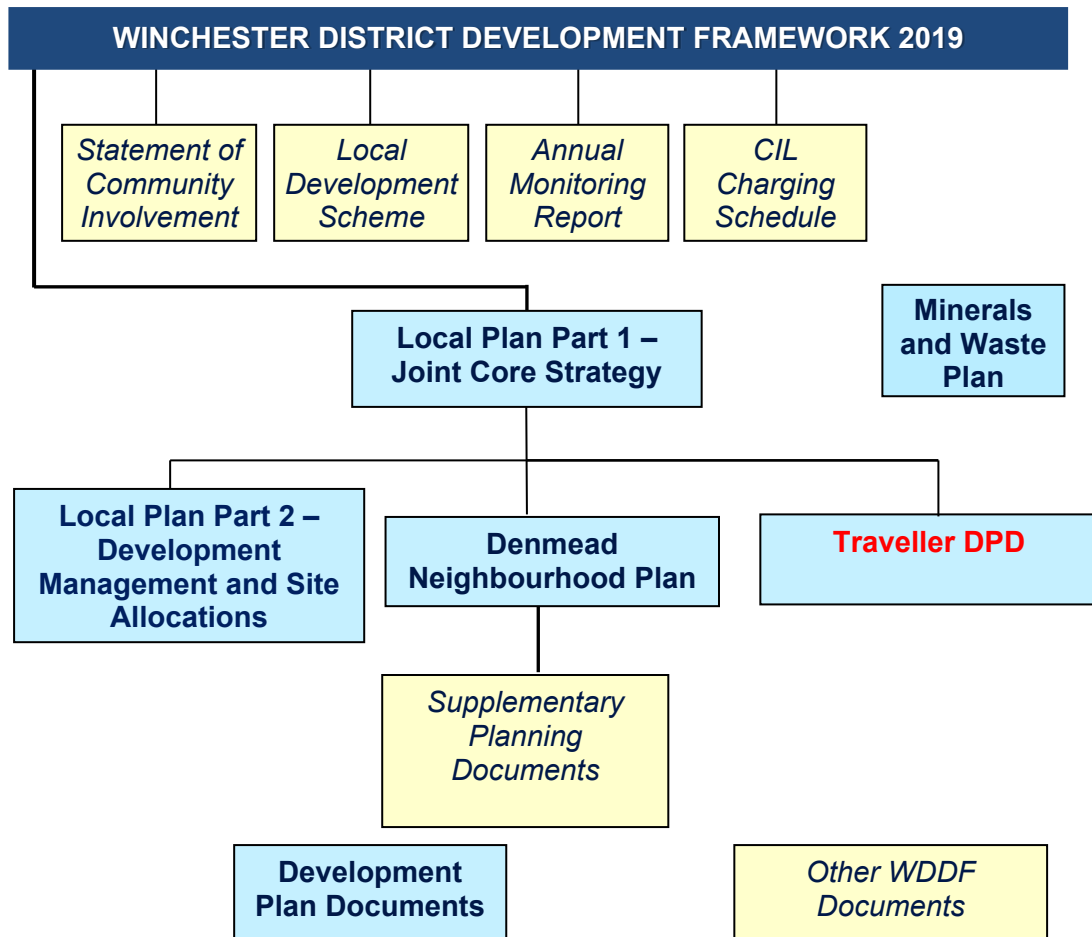 WINCHESTER DISTRICT DEVELOPMENT FRAMEWORK 2019
Statement of
Community
Involvement
Local
Development
Scheme
Annual
Monitoring
Report
CIL
Charging
Schedule
Minerals
and Waste
Plan
Local Plan Part 1 –
Joint Core Strategy
Local Plan Part 2 –
Development
Management and Site
Allocations
Denmead
Neighbourhood Plan
Traveller DPD
Supplementary
Planning
Documents
Development
Plan Documents
Other WDDF
Documents